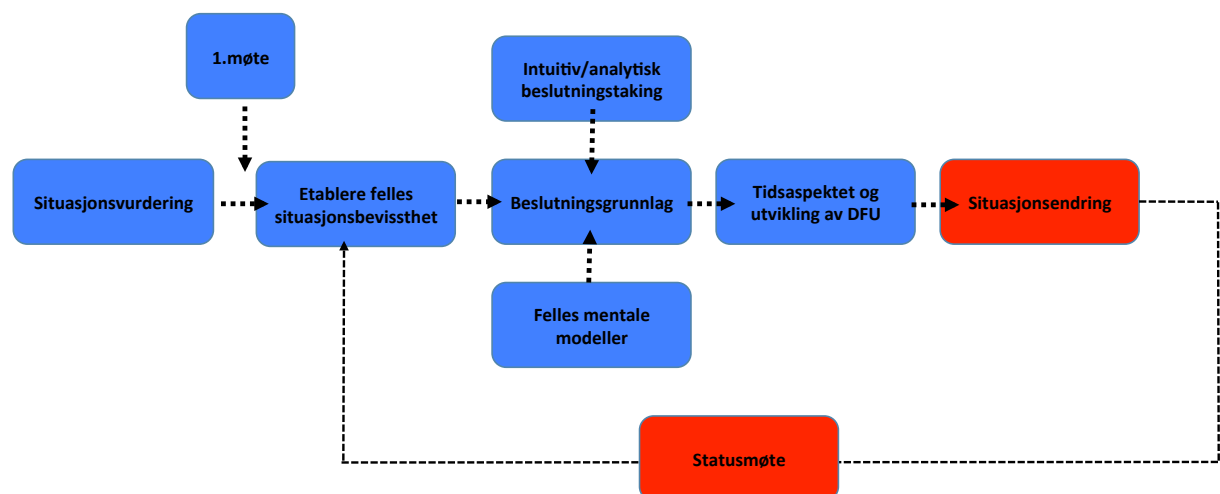 1.møte
Intuitiv/analytisk
beslutningstaking
Situasjonsvurdering
Etablere felles
situasjonsbevissthet
Beslutningsgrunnlag
Tidsaspektet og
utvikling av DFU
Situasjonsendring
Felles mentale
modeller
Statusmøte